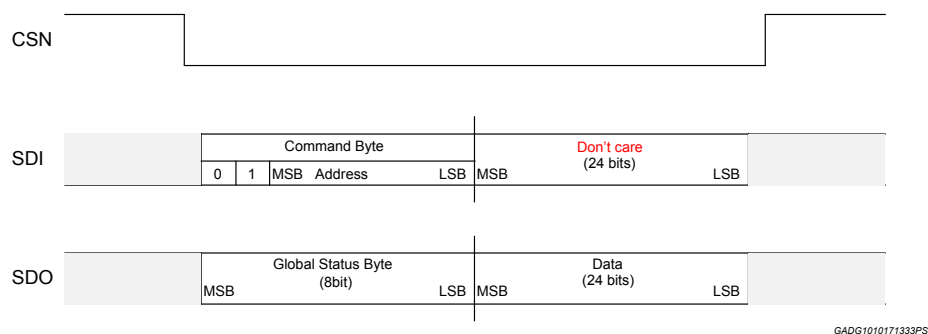 CSN
SDI
Command Byte
0 1 MSB Address LSB
Don't care
(24 bits)
MSB LSB
SDO
Global Status Byte
(8bit)
MSB LSB
Data
(24 bits)
MSB LSB
GADG1010171333PS